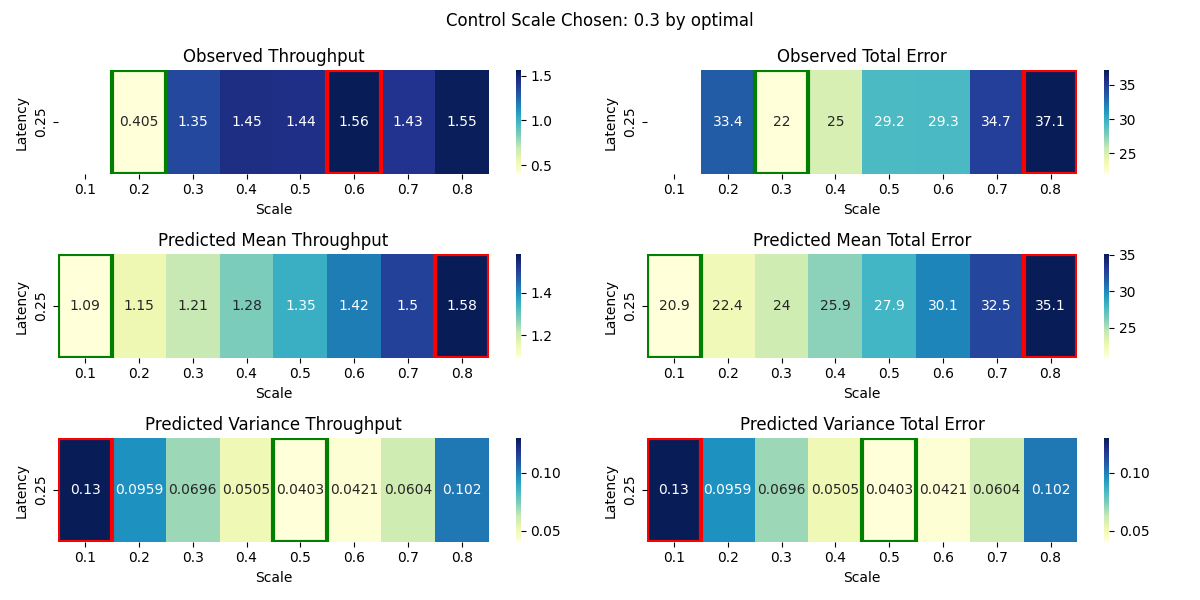 Control Scale Chosen: 0.3 by optimal
Observed Throughput
Latency
0.25
0.405 1.35 1.45 1.44 1.56 1.43 1.55
0.1 0.2 0.3 0.4 0.5 0.6 0.7 0.8
Scale
1.5
1.0
0.5
Observed Total Error
Latency
0.25
33.4 22 25 29.2 29.3 34.7 37.1
0.1 0.2 0.3 0.4 0.5 0.6 0.7 0.8
Scale
35
30
25
Predicted Mean Throughput
Latency
0.25
1.09 1.15 1.21 1.28 1.35 1.42 1.5 1.58
0.1 0.2 0.3 0.4 0.5 0.6 0.7 0.8
Scale
1.4
1.2
Predicted Mean Total Error
Latency
0.25
20.9 22.4 24 25.9 27.9 30.1 32.5 35.1
0.1 0.2 0.3 0.4 0.5 0.6 0.7 0.8
Scale
35
30
25
Predicted Variance Throughput
Latency
0.25
0.13 0.0959 0.0696 0.0505 0.0403 0.0421 0.0604 0.102
0.1 0.2 0.3 0.4 0.5 0.6 0.7 0.8
Scale
0.10
0.05
Predicted Variance Total Error
Latency
0.25
0.13 0.0959 0.0696 0.0505 0.0403 0.0421 0.0604 0.102
0.1 0.2 0.3 0.4 0.5 0.6 0.7 0.8
Scale
0.10
0.05